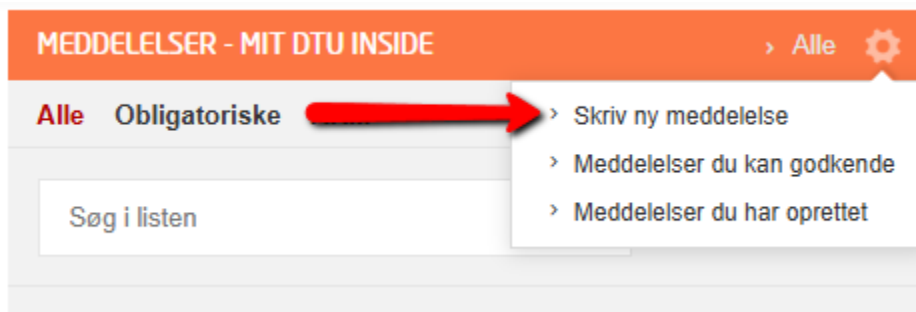 MEDDELELSER - MIT DTU INSIDE › Alle
Alle Obligatoriske
› Skriv ny meddelelse
› Meddelelser du kan godkende
› Meddelelser du har oprettet
Søg i listen